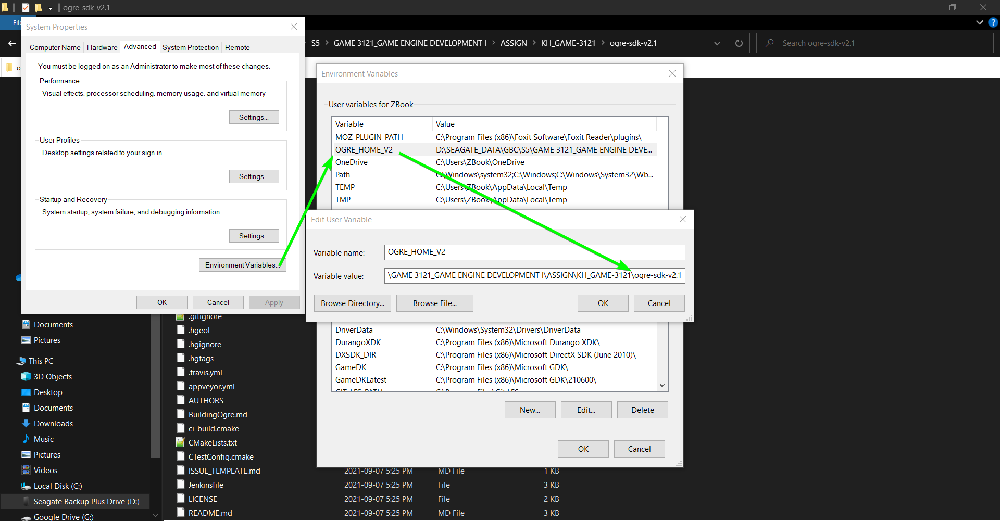 ogre-sdk-v2.1
File
System Properties
Computer Name
Hardware
Advanced
System Protection
Remote
You must be logged on as an Administrator to make most of these changes.
Performance
Visual effects, processor scheduling, memory usage, and virtual memory
Settings...
User Profiles
Desktop settings related to your sign-in
Settings...
Startup and Recovery
System startup, system failure, and debugging information
Settings...
Environment Variables...
OK
Cancel
Apply
S5 > GAME 3121_GAME ENGINE DEVELOPMENT I > ASSIGN > KH_GAME-3121 > ogre-sdk-v2.1
Search ogre-sdk-v2.1
?
Environment Variables
User variables for ZBook
Variable Value
MOZ_PLUGIN_PATH C:\Program Files (x86)\Foxit Software\Foxit Reader\plugins\
OGRE_HOME_V2 D:\SEAGATE_DATA\GBC\S5\GAME 3121_GAME ENGINE DEVE...
OneDrive C:\Users\ZBook\OneDrive
Path C:\Windows\system32;C:\Windows;C:\Windows\System32\Wb...
TEMP C:\Users\ZBook\AppData\Local\Temp
TMP C:\Users\ZBook\AppData\Local\Temp
Edit User Variable
Variable name: OGRE_HOME_V2
Variable value: \GAME 3121_GAME ENGINE DEVELOPMENT I\ASSIGN\KH_GAME-3121\ogre-sdk-v2.1
Browse Directory...
Browse File...
OK
Cancel
DriverData C:\Windows\System32\Drivers\DriverData
DurangoXDK C:\Program Files (x86)\Microsoft Durango XDK\
DXSDK_DIR C:\Program Files (x86)\Microsoft DirectX SDK (June 2010)\
GameDK C:\Program Files (x86)\Microsoft GDK\
GameDKLatest C:\Program Files (x86)\Microsoft GDK\210600\
GIT_LFS_PATH C:\Program Files\Git LFS
New...
Edit...
Delete
OK
Cancel
Documents
Pictures
This PC
3D Objects
Desktop
Documents
Downloads
Music
Pictures
Videos
Local Disk (C:)
Seagate Backup Plus Drive (D:)
Google Drive (G:)
.gitignore
.hgeol
.hgignore
.hgtags
.travis.yml
appveyor.yml
AUTHORS
BuildingOgre.md
ci-build.cmake
CMakeLists.txt
CTestConfig.cmake
ISSUE_TEMPLATE.md 2021-09-07 5:25 PM MD File 1 KB
Jenkinsfile 2021-09-07 5:25 PM File 3 KB
LICENSE 2021-09-07 5:25 PM File 2 KB
README.md 2021-09-07 5:25 PM MD File 3 KB